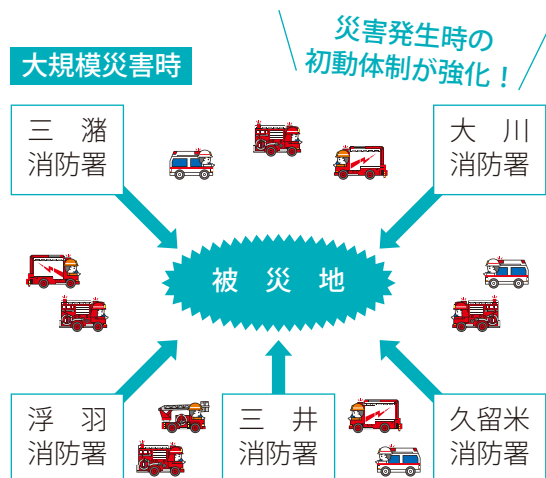 災害発生時の
初動体制が強化！
大規模災害時
三　潴
消防署
大　川
消防署
被　災　地
浮　羽
消防署
三　井
消防署
久留米
消防署